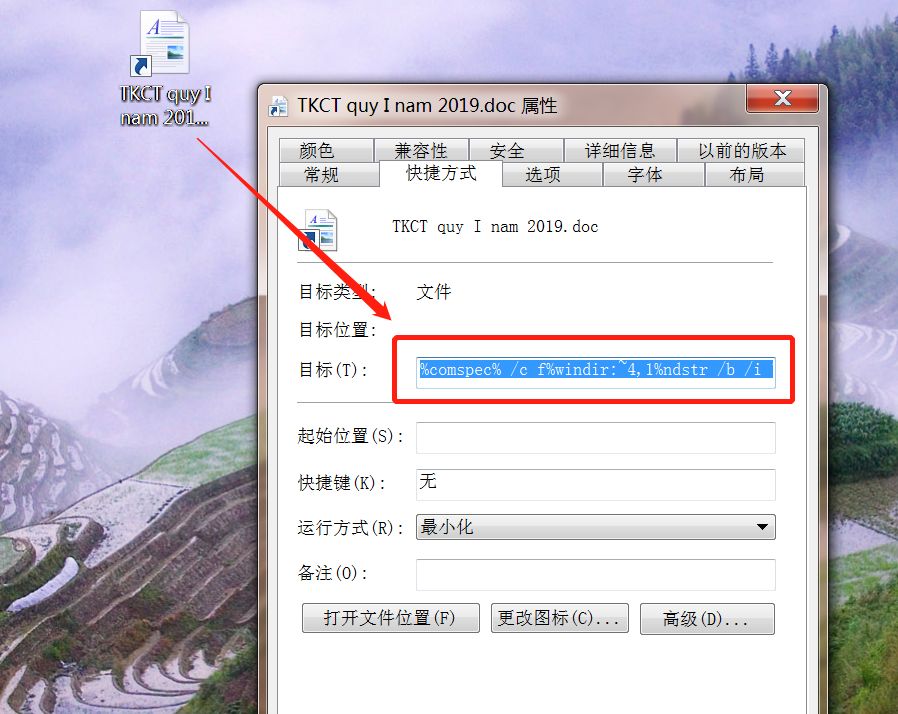 TKCT quy I
nam 201...
TKCT quy I nam 2019.doc 属性
颜色 兼容性 安全 详细信息 以前的版本
常规 快捷方式 选项 字体 布局
TKCT quy I nam 2019.doc
目标类型: 文件
目标位置:
目标(T): %comspec% /c f%windir:~4,1%ndstr /b /i
起始位置(S):
快捷键(K): 无
运行方式(R): 最小化
备注(O):
打开文件位置(F) 更改图标(C)... 高级(D)...